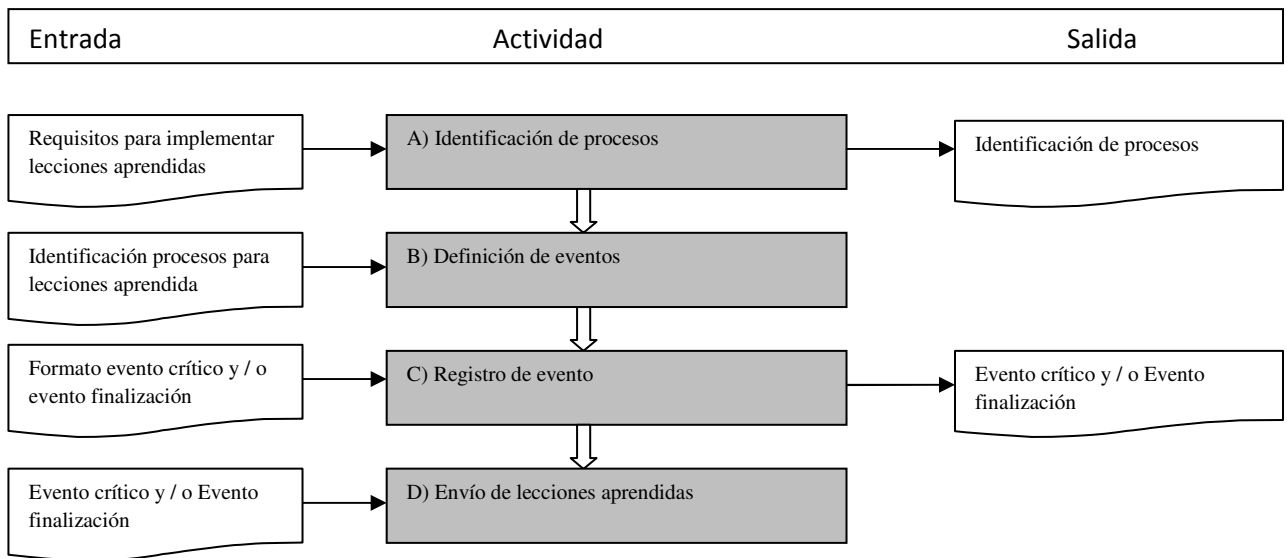 Entrada Actividad Salida
Requisitos para implementar
lecciones aprendidas
A) Identificación de procesos
Identificación de procesos
Identificación procesos para
lecciones aprendida
B) Definición de eventos
Formato evento crítico y / o
evento finalización
C) Registro de evento
Evento crítico y / o Evento
finalización
Evento crítico y / o Evento
finalización
D) Envío de lecciones aprendidas